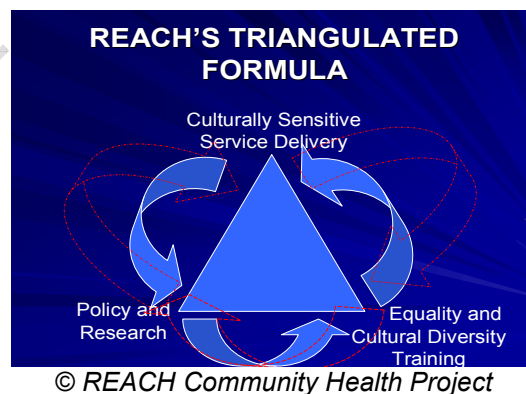 REACH'S TRIANGULATED
FORMULA
Culturally Sensitive
Service Delivery
Policy and
Research
Equality and
Cultural Diversity
Training
© REACH Community Health Project